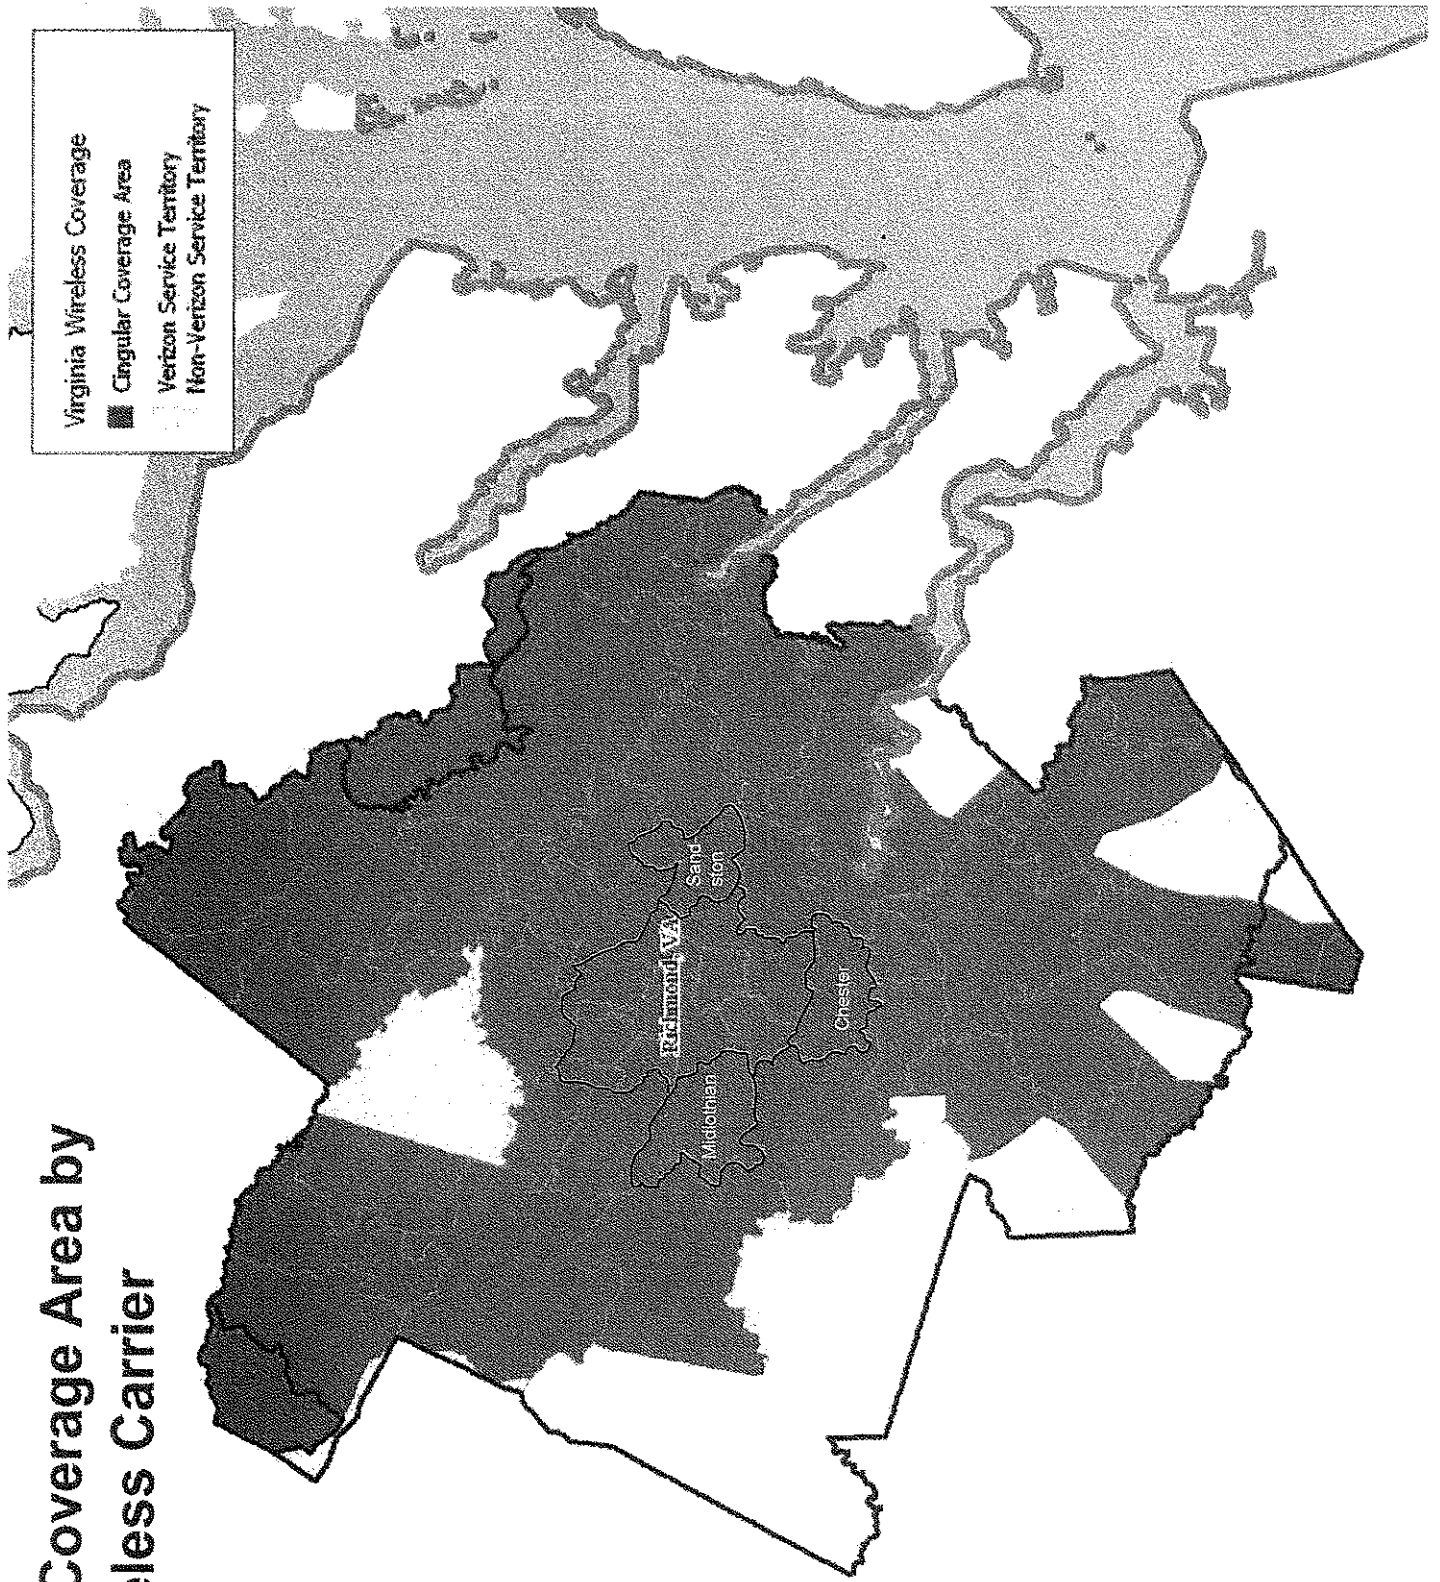 Coverage Area by
eless Carrier
Virginia Wireless Coverage
Cingular Coverage Area
Verizon Service Territory
Non-Verizon Service Territory
Richmond, VA
Sand-
ston
Midlothian
Chester